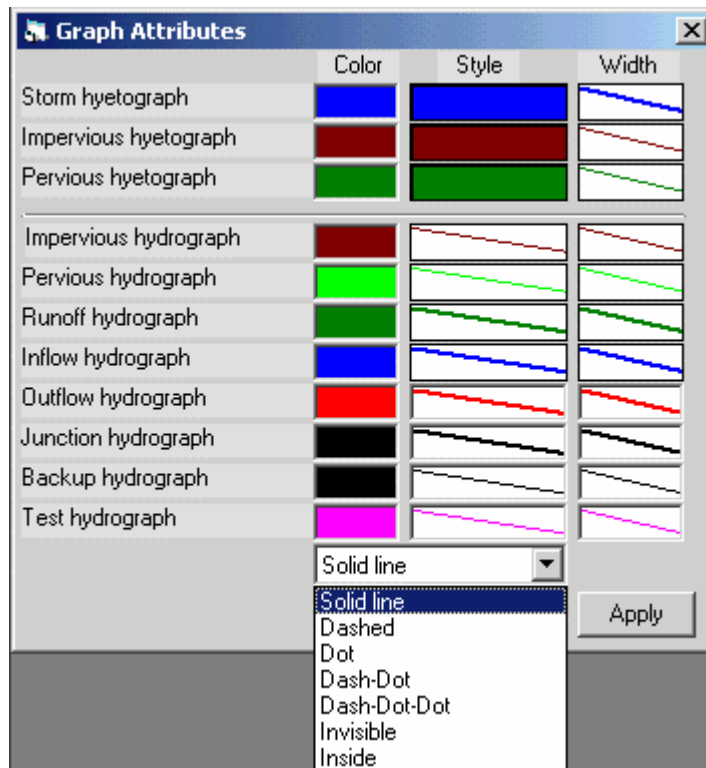 Graph Attributes
Color Style Width
Storm hyetograph
Impervious hyetograph
Pervious hyetograph
Impervious hydrograph
Pervious hydrograph
Runoff hydrograph
Inflow hydrograph
Outflow hydrograph
Junction hydrograph
Backup hydrograph
Test hydrograph
Solid line
Solid line
Apply
Dashed
Dot
Dash-Dot
Dash-Dot-Dot
Invisible
Inside